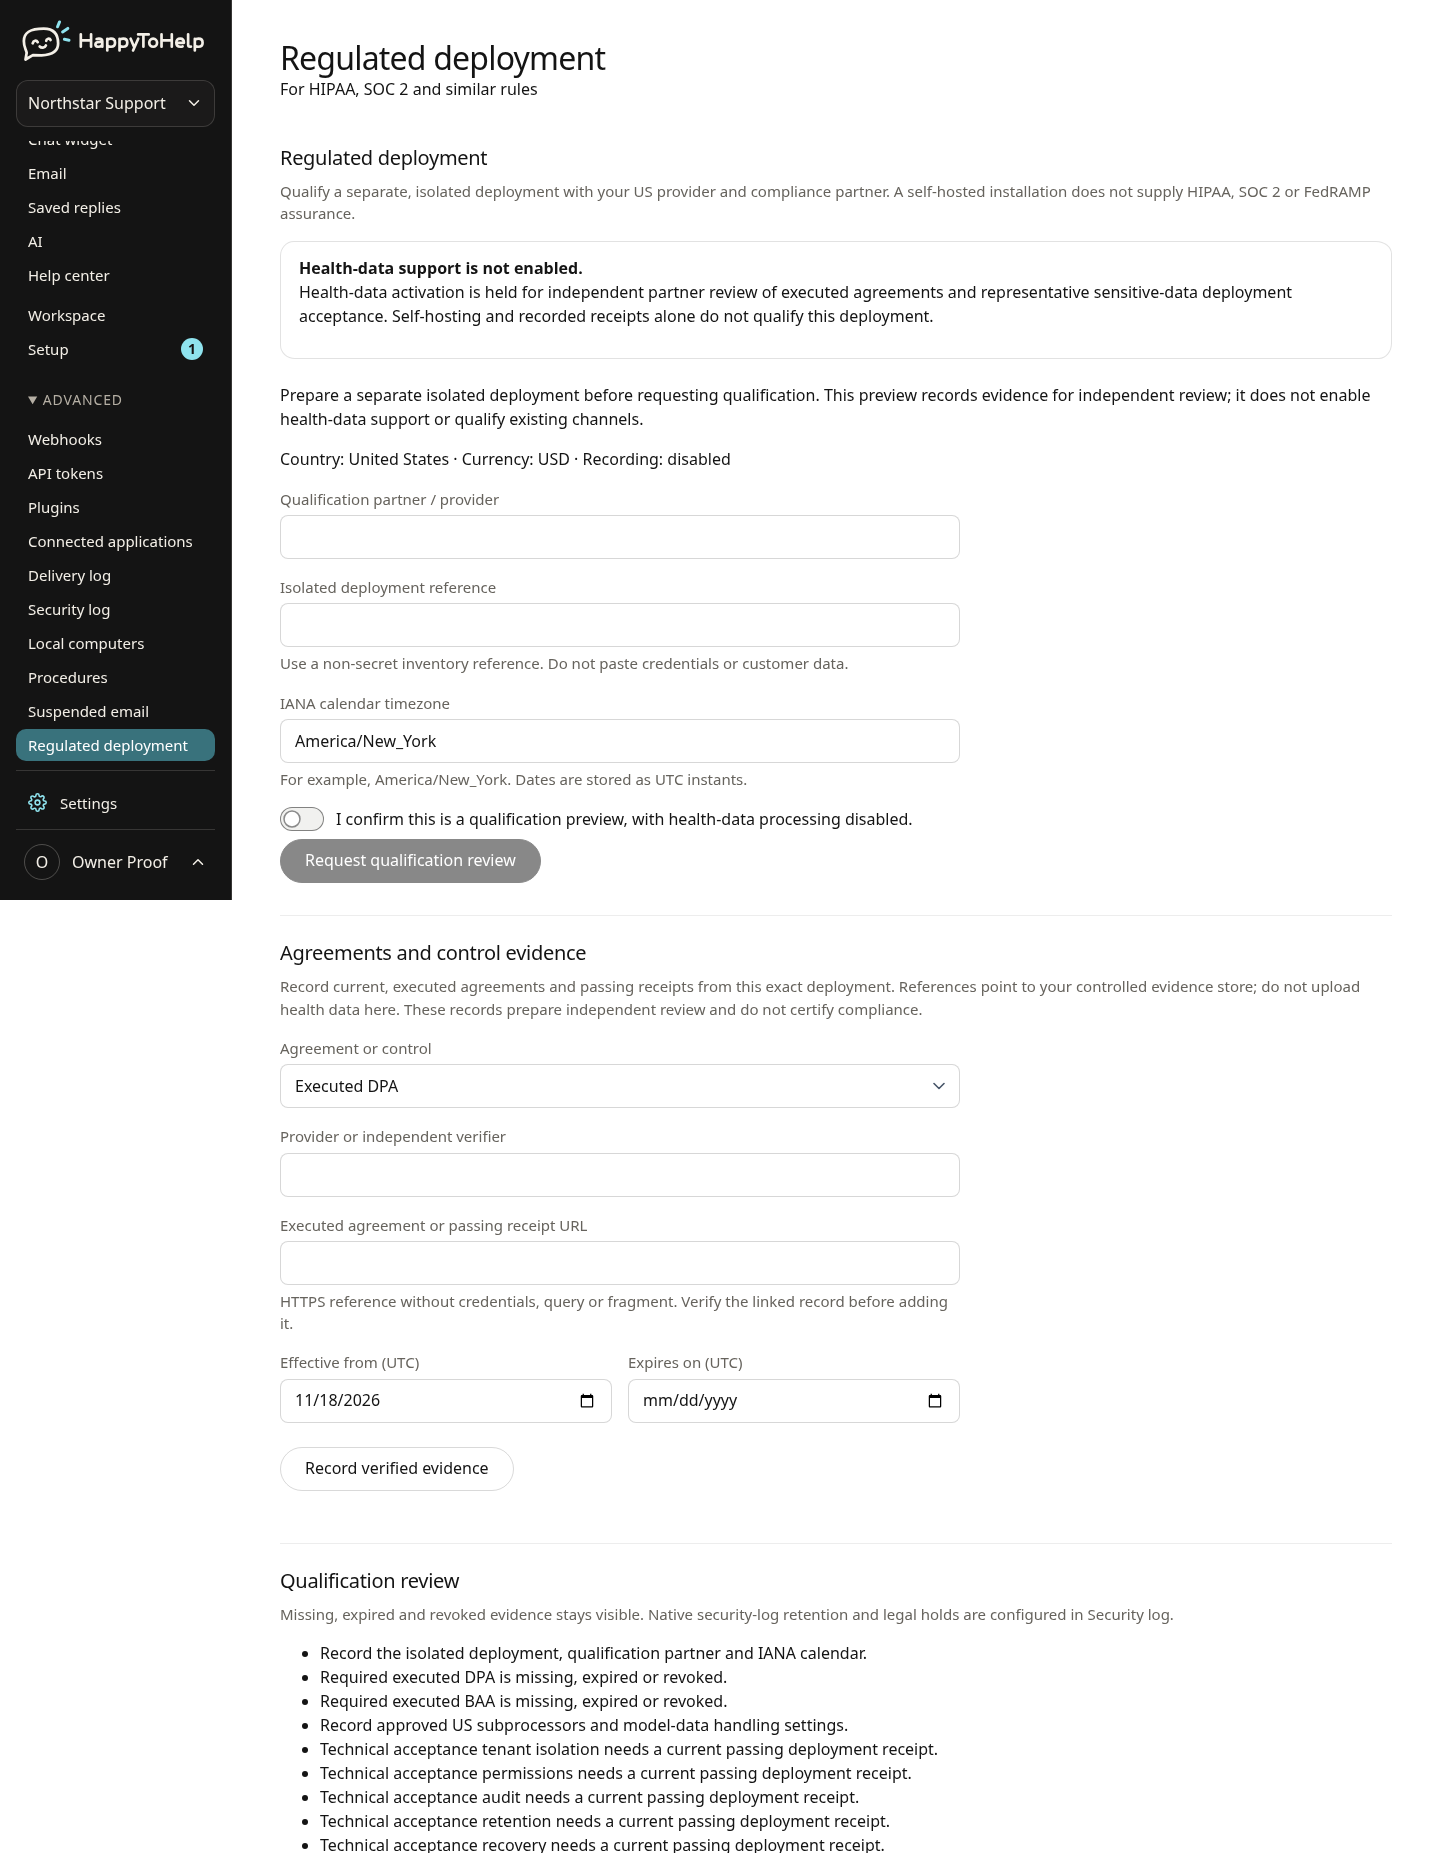 HappyToHelp
Northstar Support
Chat widget
Email
Saved replies
AI
Help center
Workspace
Setup 1
▼ ADVANCED
Webhooks
API tokens
Plugins
Connected applications
Delivery log
Security log
Local computers
Procedures
Suspended email
Regulated deployment
Settings
O Owner Proof
Regulated deployment
For HIPAA, SOC 2 and similar rules
Regulated deployment
Qualify a separate, isolated deployment with your US provider and compliance partner. A self-hosted installation does not supply HIPAA, SOC 2 or FedRAMP
assurance.
Health-data support is not enabled.
Health-data activation is held for independent partner review of executed agreements and representative sensitive-data deployment
acceptance. Self-hosting and recorded receipts alone do not qualify this deployment.
Prepare a separate isolated deployment before requesting qualification. This preview records evidence for independent review; it does not enable
health-data support or qualify existing channels.
Country: United States · Currency: USD · Recording: disabled
Qualification partner / provider
Isolated deployment reference
Use a non-secret inventory reference. Do not paste credentials or customer data.
IANA calendar timezone
America/New_York
For example, America/New_York. Dates are stored as UTC instants.
I confirm this is a qualification preview, with health-data processing disabled.
Request qualification review
Agreements and control evidence
Record current, executed agreements and passing receipts from this exact deployment. References point to your controlled evidence store; do not upload
health data here. These records prepare independent review and do not certify compliance.
Agreement or control
Executed DPA
Provider or independent verifier
Executed agreement or passing receipt URL
HTTPS reference without credentials, query or fragment. Verify the linked record before adding
it.
Effective from (UTC) Expires on (UTC)
11/18/2026 mm/dd/yyyy
Record verified evidence
Qualification review
Missing, expired and revoked evidence stays visible. Native security-log retention and legal holds are configured in Security log.
• Record the isolated deployment, qualification partner and IANA calendar.
• Required executed DPA is missing, expired or revoked.
• Required executed BAA is missing, expired or revoked.
• Record approved US subprocessors and model-data handling settings.
• Technical acceptance tenant isolation needs a current passing deployment receipt.
• Technical acceptance permissions needs a current passing deployment receipt.
• Technical acceptance audit needs a current passing deployment receipt.
• Technical acceptance retention needs a current passing deployment receipt.
• Technical acceptance recovery needs a current passing deployment receipt.